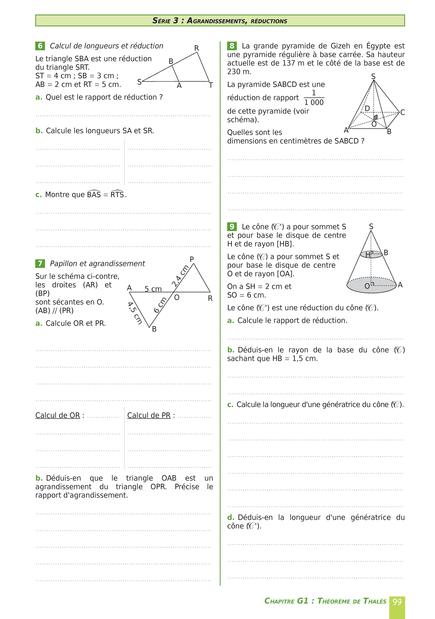 SÉRIE 3 : AGRANDISSEMENTS, RÉDUCTIONS
6 Calcul de longueurs et réduction
Le triangle SBA est une réduction
du triangle SRT.
ST = 4 cm ; SB = 3 cm ;
AB = 2 cm et RT = 5 cm.
R
B
S
A
T
a. Quel est le rapport de réduction ?
b. Calcule les longueurs SA et SR.
c. Montre que BAS = RTS.
7 Papillon et agrandissement
Sur le schéma ci-contre,
les droites (AR) et
(BP)
sont sécantes en O.
(AB) // (PR)
P
2,4 cm
A
5 cm
O
R
4,5 cm
6 cm
B
a. Calcule OR et PR.
Calcul de OR :
Calcul de PR :
b. Déduis-en que le triangle OAB est un
agrandissement du triangle OPR. Précise le
rapport d'agrandissement.
8 La grande pyramide de Gizeh en Égypte est
une pyramide régulière à base carrée. Sa hauteur
actuelle est de 137 m et le côté de la base est de
230 m.
La pyramide SABCD est une
réduction de rapport 1
1 000
de cette pyramide (voir
schéma).
Quelles sont les
dimensions en centimètres de SABCD ?
S
D
C
O
A
B
9 Le cône (C') a pour sommet S
et pour base le disque de centre
H et de rayon [HB].
Le cône (C) a pour sommet S et
pour base le disque de centre
O et de rayon [OA].
On a SH = 2 cm et
SO = 6 cm.
S
H
B
O
A
Le cône (C') est une réduction du cône (C).
a. Calcule le rapport de réduction.
b. Déduis-en le rayon de la base du cône (C)
sachant que HB = 1,5 cm.
c. Calcule la longueur d'une génératrice du cône (C).
d. Déduis-en la longueur d'une génératrice du
cône (C').
CHAPITRE G1 : THÉORÈME DE THALÈS 99